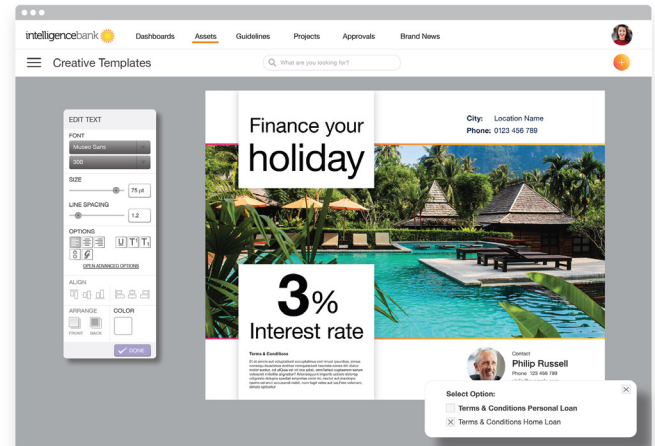 intelligencebank
Dashboards
Assets
Guidelines
Projects
Approvals
Brand News
Creative Templates
What are you looking for?
+
EDIT TEXT
FONT
Museo Sans
300
SIZE
75 pt
LINE SPACING
1.2
OPTIONS
U T¹ T₁
OPEN ADVANCED OPTIONS
ALIGN
ARRANGE
COLOR
FRONT
BACK
DONE
Finance your
holiday
City: Location Name
Phone: 0123 456 789
3%
Interest rate
Terms & Conditions
Contact
Philip Russell
Phone 123 456 789
Select Option:
Terms & Conditions Personal Loan
Terms & Conditions Home Loan